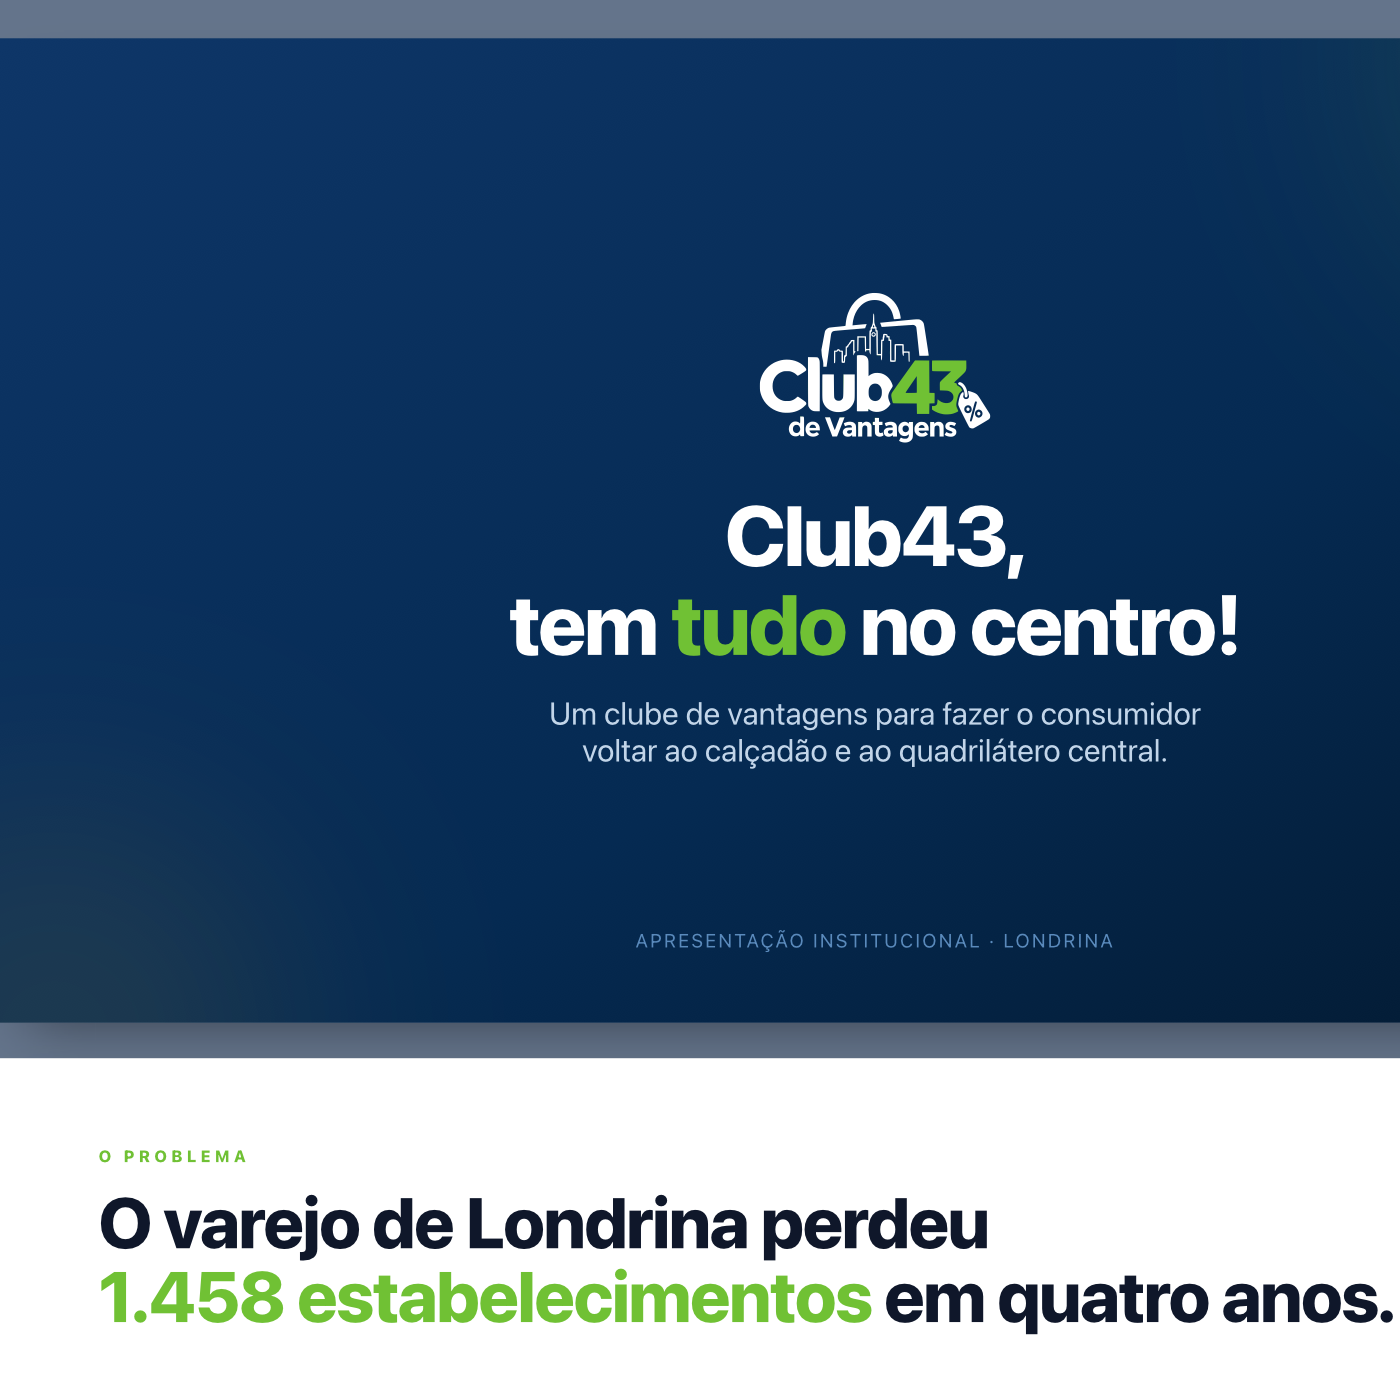 Club43
%
de Vantagens
Club43,
tem tudo no centro!
Um clube de vantagens para fazer o consumidor
voltar ao calçadão e ao quadrilátero central.
APRESENTAÇÃO INSTITUCIONAL · LONDRINA
O PROBLEMA
O varejo de Londrina perdeu
1.458 estabelecimentos em quatro anos.